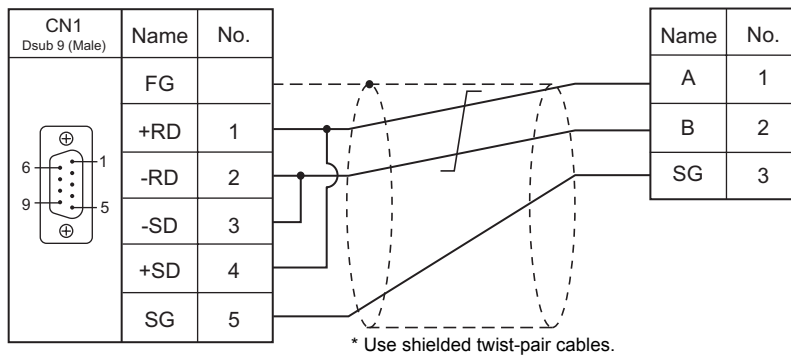 CN1
Dsub 9 (Male)
Name
No.
FG
+RD
1
-RD
2
-SD
3
+SD
4
SG
5
6
1
9
5
Name
No.
A
1
B
2
SG
3
* Use shielded twist-pair cables.